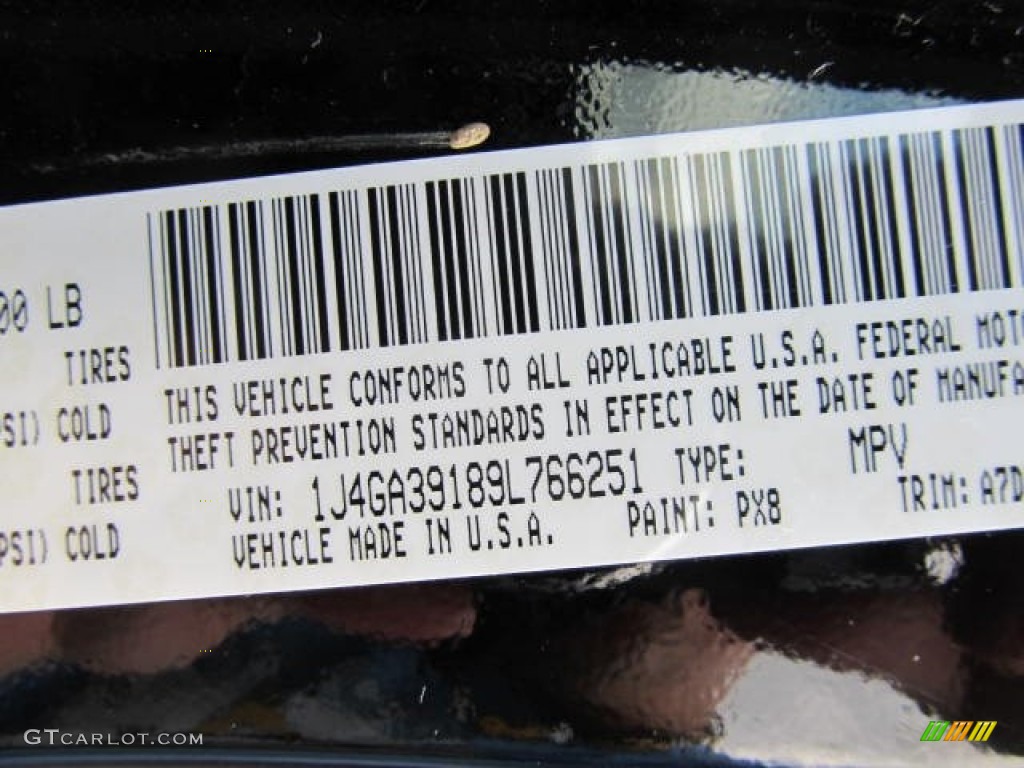 00 LB
TIRES
PSI) COLD
TIRES
PSI) COLD
THIS VEHICLE CONFORMS TO ALL APPLICABLE U.S.A. FEDERAL MOTO
THEFT PREVENTION STANDARDS IN EFFECT ON THE DATE OF MANUFA
VIN: 1J4GA39189L766251 TYPE: MPV
VEHICLE MADE IN U.S.A. PAINT: PX8 TRIM: A7D
GTCARLOT.COM